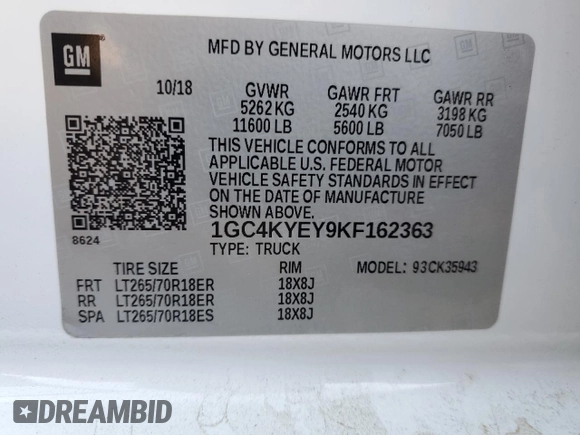 GM
MFD BY GENERAL MOTORS LLC
10/18 GVWR GAWR FRT GAWR RR
5262 KG 2540 KG 3198 KG
11600 LB 5600 LB 7050 LB
THIS VEHICLE CONFORMS TO ALL
APPLICABLE U.S. FEDERAL MOTOR
VEHICLE SAFETY STANDARDS IN EFFECT
ON THE DATE OF MANUFACTURE
SHOWN ABOVE.
8624
1GC4KYEY9KF162363
TYPE: TRUCK MODEL: 93CK35943
TIRE SIZE RIM
FRT LT265/70R18ER 18X8J
RR LT265/70R18ER 18X8J
SPA LT265/70R18ES 18X8J
DREAMBID